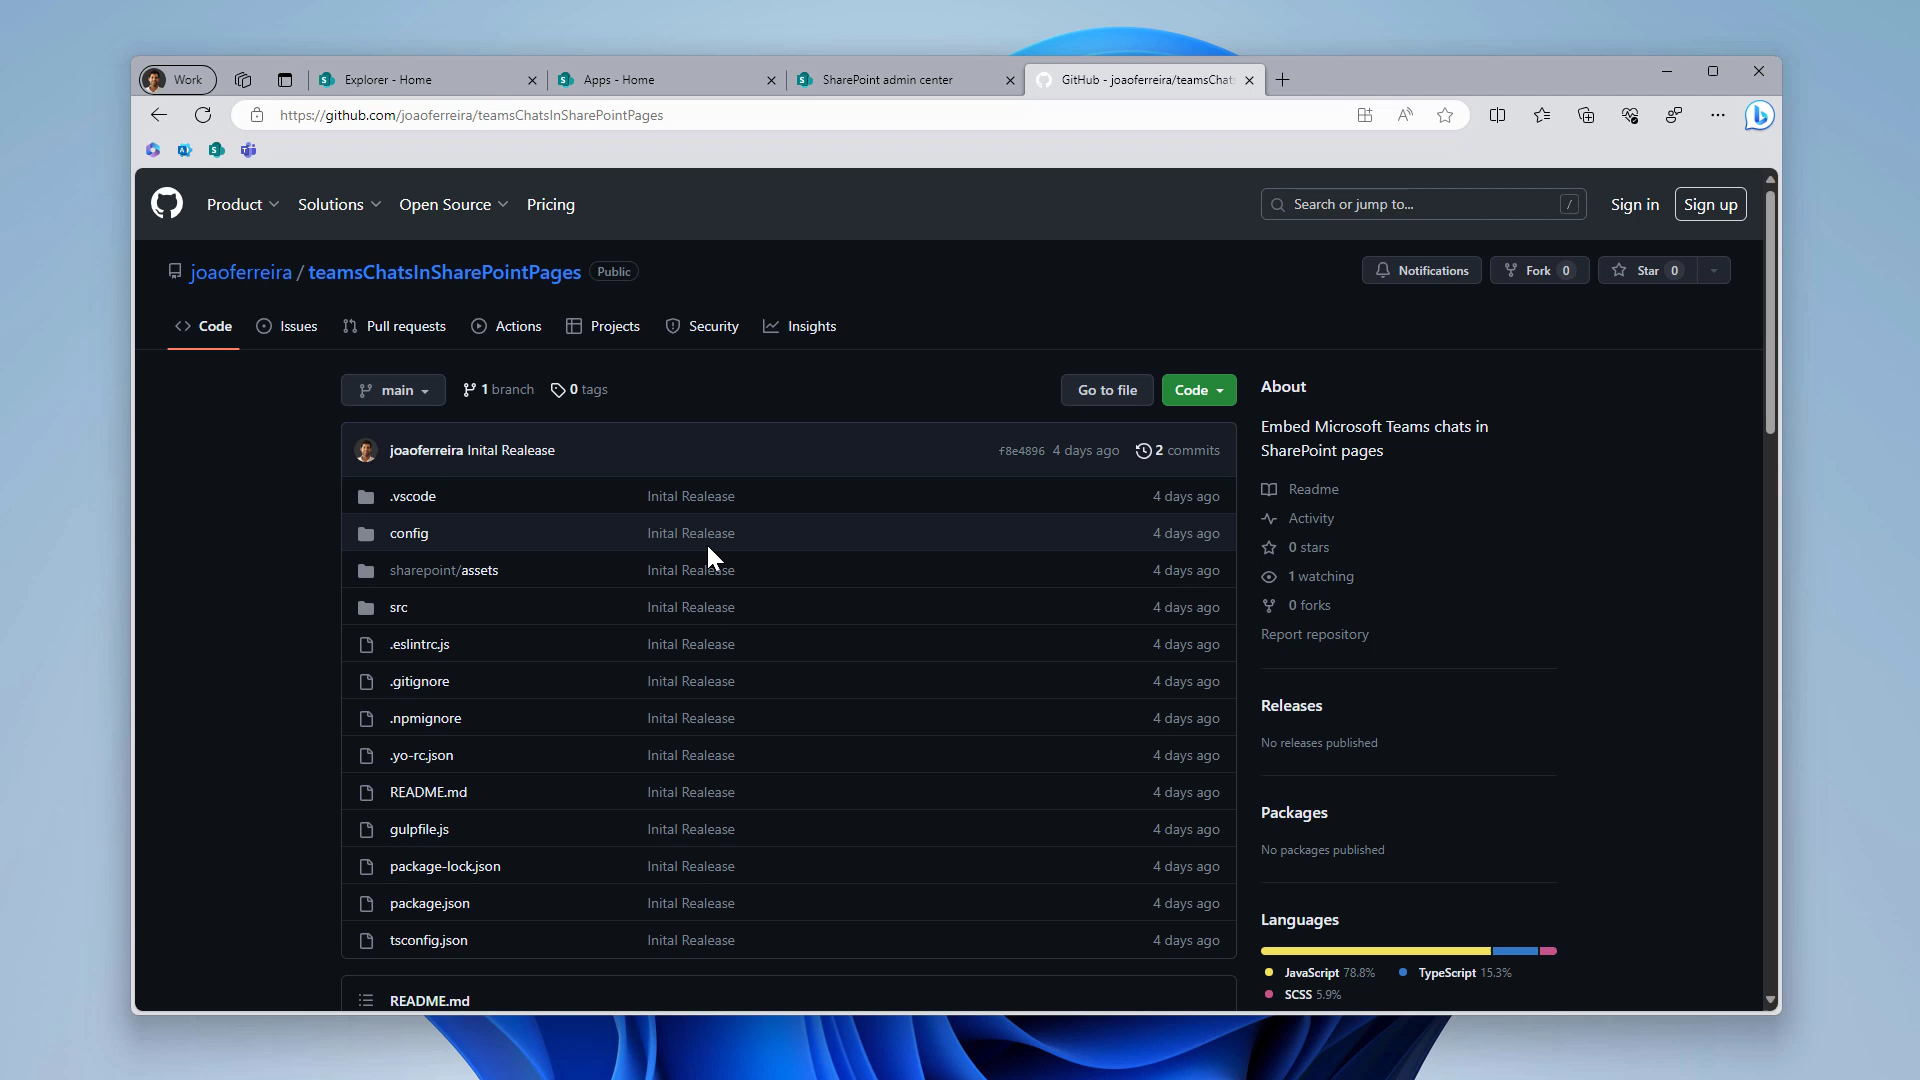 Work
Explorer - Home
Apps - Home
SharePoint admin center
GitHub - joaoferreira/teamsChat
https://github.com/joaoferreira/teamsChatsInSharePointPages
Product
Solutions
Open Source
Pricing
Search or jump to...
/
Sign in
Sign up
joaoferreira / teamsChatsInSharePointPages
Public
Notifications
Fork 0
Star 0
Code
Issues
Pull requests
Actions
Projects
Security
Insights
main
1 branch
0 tags
Go to file
Code
joaoferreira Inital Realease
f8e4896 4 days ago
2 commits
.vscode Inital Realease 4 days ago
config Inital Realease 4 days ago
sharepoint/assets Inital Realease 4 days ago
src Inital Realease 4 days ago
.eslintrc.js Inital Realease 4 days ago
.gitignore Inital Realease 4 days ago
.npmignore Inital Realease 4 days ago
.yo-rc.json Inital Realease 4 days ago
README.md Inital Realease 4 days ago
gulpfile.js Inital Realease 4 days ago
package-lock.json Inital Realease 4 days ago
package.json Inital Realease 4 days ago
tsconfig.json Inital Realease 4 days ago
README.md
About
Embed Microsoft Teams chats in
SharePoint pages
Readme
Activity
0 stars
1 watching
0 forks
Report repository
Releases
No releases published
Packages
No packages published
Languages
JavaScript 78.8%
TypeScript 15.3%
SCSS 5.9%